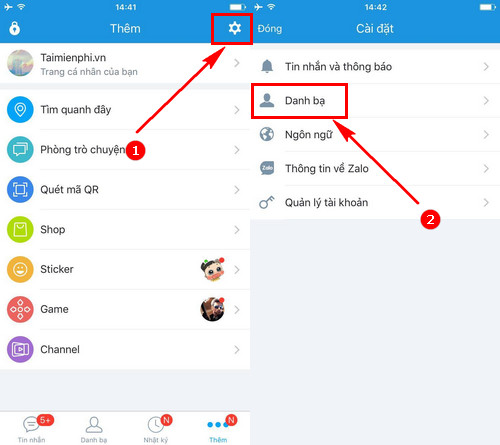 14:41
Thêm
Taimienphi.vn
Trang cá nhân của bạn
Tìm quanh đây
Phòng trò chuyện
1
Quét mã QR
Shop
Sticker
Game
Channel
5+
N
N
Tin nhắn
Danh bạ
Nhật ký
Thêm
14:42
Đóng
Cài đặt
Tin nhắn và thông báo
Danh bạ
Ngôn ngữ
Zalo
Thông tin về Zalo
Quản lý tài khoản
2